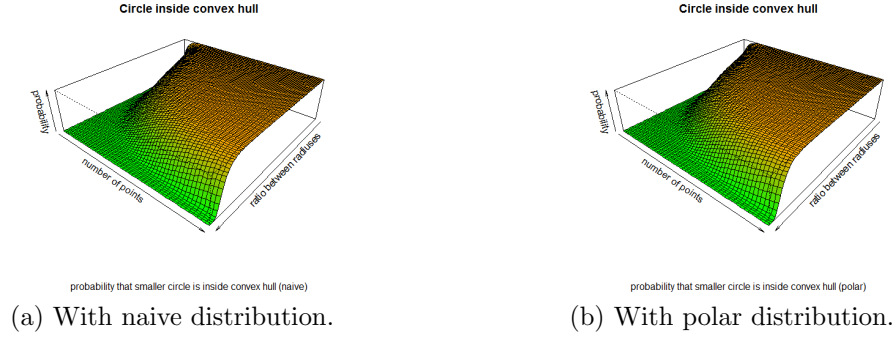 Circle inside convex hull
probability
number of points
ratio between radiuses
probability that smaller circle is inside convex hull (naive)
(a) With naive distribution.
Circle inside convex hull
probability
number of points
ratio between radiuses
probability that smaller circle is inside convex hull (polar)
(b) With polar distribution.